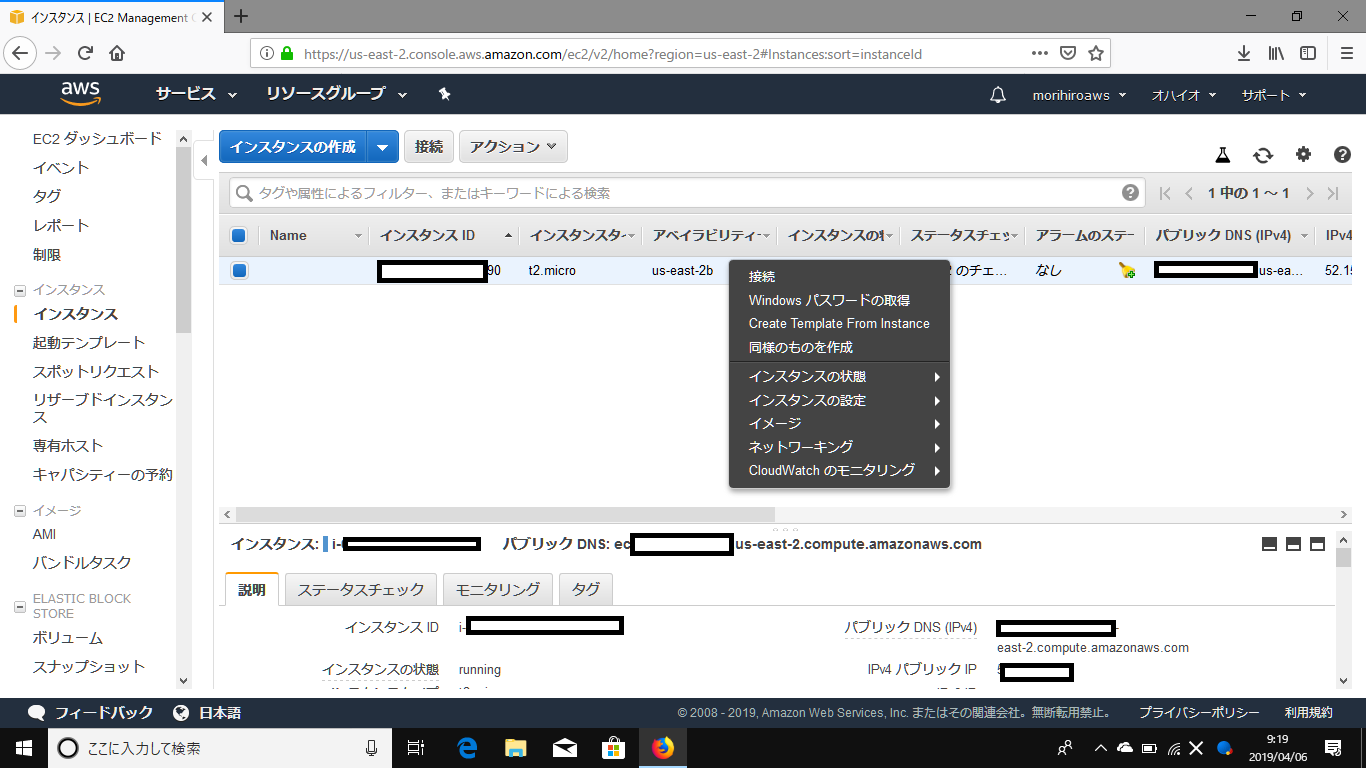 インスタンス | EC2 Management
https://us-east-2.console.aws.amazon.com/ec2/v2/home?region=us-east-2#Instances:sort=instanceId
aws サービス リソースグループ morihiroaws オハイオ サポート
EC2 ダッシュボード
イベント
タグ
レポート
制限
インスタンス
インスタンス
起動テンプレート
スポットリクエスト
リザーブドインスタン
ス
専有ホスト
キャパシティーの予約
イメージ
AMI
バンドルタスク
ELASTIC BLOCK
STORE
ボリューム
スナップショット
インスタンスの作成 接続 アクション
タグや属性によるフィルター、またはキーワードによる検索 1 中の 1 ～ 1
Name インスタンス ID インスタンスター アベイラビリティー インスタンスの ステータスチェッ アラームのステー パブリック DNS (IPv4) IPv4
90 t2.micro us-east-2b のチェ... なし us-ea... 52.15
接続
Windows パスワードの取得
Create Template From Instance
同様のものを作成
インスタンスの状態
インスタンスの設定
イメージ
ネットワーキング
CloudWatch のモニタリング
インスタンス: i- パブリック DNS: ec us-east-2.compute.amazonaws.com
説明 ステータスチェック モニタリング タグ
インスタンス ID i- パブリック DNS (IPv4)
east-2.compute.amazonaws.com
インスタンスの状態 running IPv4 パブリック IP
フィードバック 日本語 © 2008 - 2019, Amazon Web Services, Inc. またはその関連会社。無断転用禁止。 プライバシーポリシー 利用規約
ここに入力して検索 9:19
2019/04/06